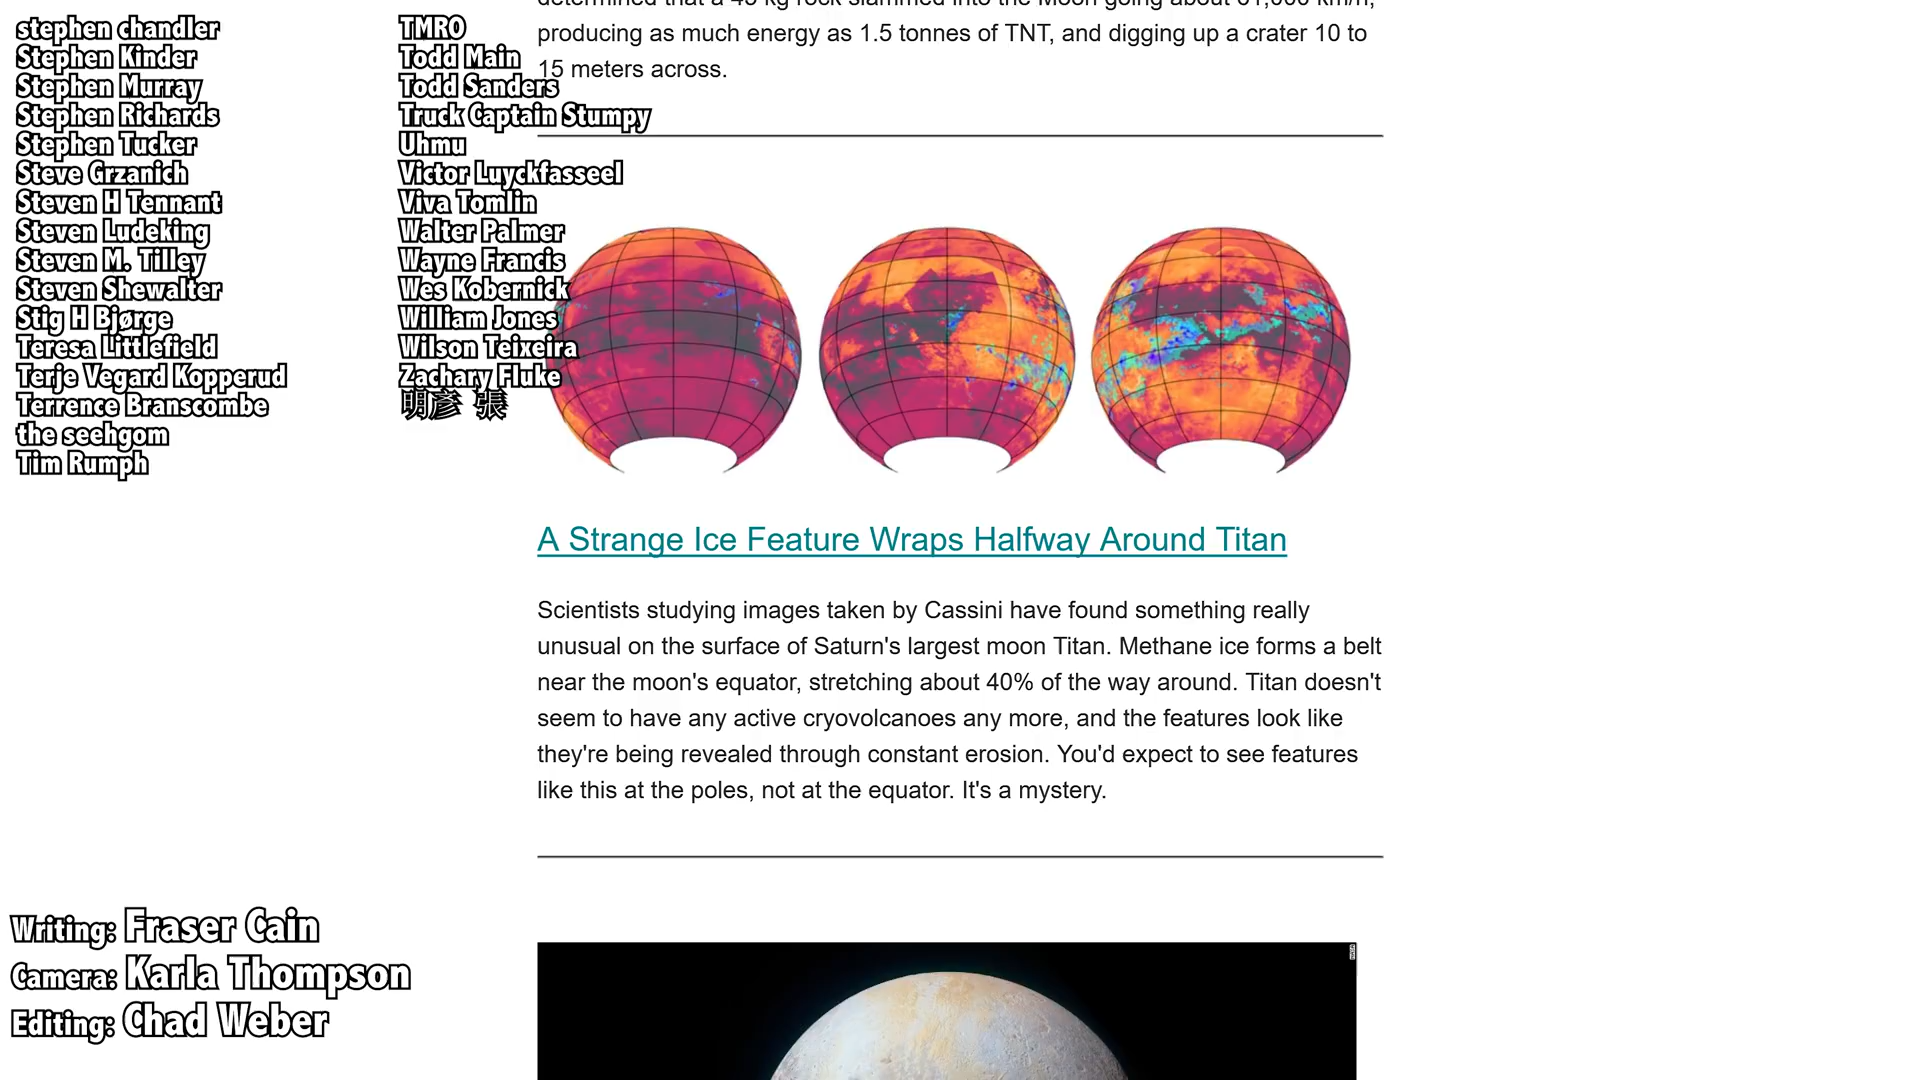 stephen chandler
Stephen Kinder
Stephen Murray
Stephen Richards
Stephen Tucker
Steve Grzanich
Steven H Tennant
Steven Ludeking
Steven M. Tilley
Steven Shewalter
Stig H Bjørge
Teresa Littlefield
Terje Vegard Kopperud
Terrence Branscombe
the seehgom
Tim Rumph
TMRO
Todd Main
Todd Sanders
Truck Captain Stumpy
Uhmu
Victor Luyckfasseel
Viva Tomlin
Walter Palmer
Wayne Francis
Wes Kobernick
William Jones
Wilson Teixeira
Zachary Fluke
明彦 張
producing as much energy as 1.5 tonnes of TNT, and digging up a crater 10 to
15 meters across.
A Strange Ice Feature Wraps Halfway Around Titan
Scientists studying images taken by Cassini have found something really
unusual on the surface of Saturn's largest moon Titan. Methane ice forms a belt
near the moon's equator, stretching about 40% of the way around. Titan doesn't
seem to have any active cryovolcanoes any more, and the features look like
they're being revealed through constant erosion. You'd expect to see features
like this at the poles, not at the equator. It's a mystery.
Writing: Fraser Cain
Camera: Karla Thompson
Editing: Chad Weber